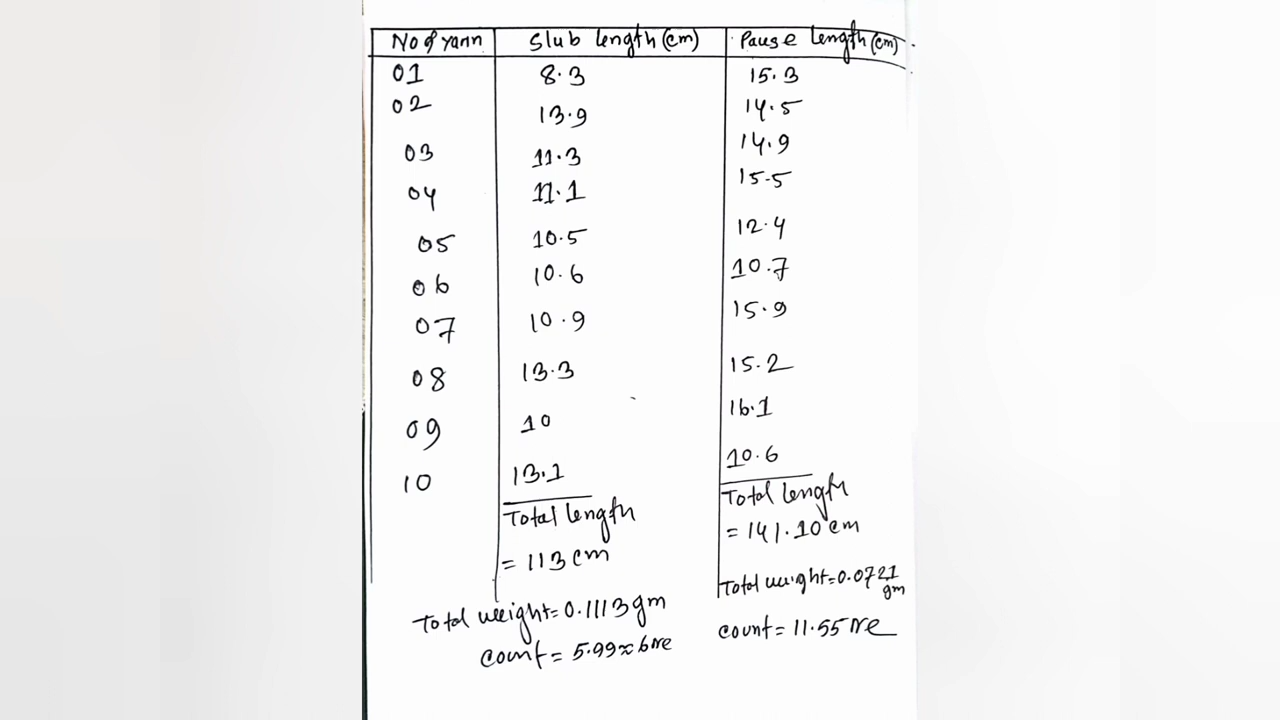 No of yarn Slub length (cm) Pause length (cm)
01 8.3 15.3
02 13.9 14.5
03 11.3 14.9
04 11.1 15.5
05 10.5 12.4
06 10.6 10.7
07 10.9 15.9
08 13.3 15.2
09 10 16.1
10 13.1 10.6
Total length
= 113 cm
Total weight = 0.1113 gm
count = 5.99 ≈ 6 Ne
Total length
= 141.10 cm
Total weight = 0.0721
gm
count = 11.55 Ne